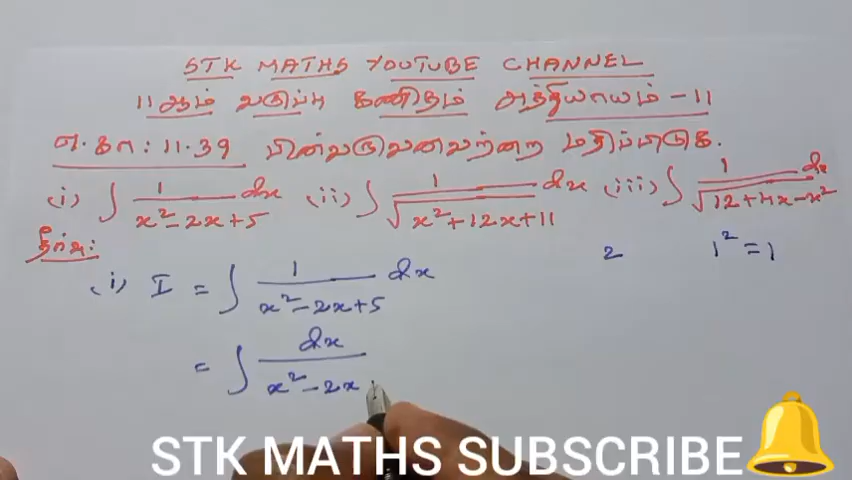 STK MATHS YOUTUBE CHANNEL
11 ஆம் வகுப்பு கணிதம் அத்தியாயம் - 11
எ.கா : 11.39 பின்வருவனவற்றை மதிப்பிடுக.
(i) ∫ 1/(x² - 2x + 5) dx (ii) ∫ 1/√(x² + 12x + 11) dx (iii) ∫ 1/√(12 + 4x - x²) dx
தீர்வு:
(i) I = ∫ 1/(x² - 2x + 5) dx 2 1² = 1
= ∫ dx/(x² - 2x
STK MATHS SUBSCRIBE